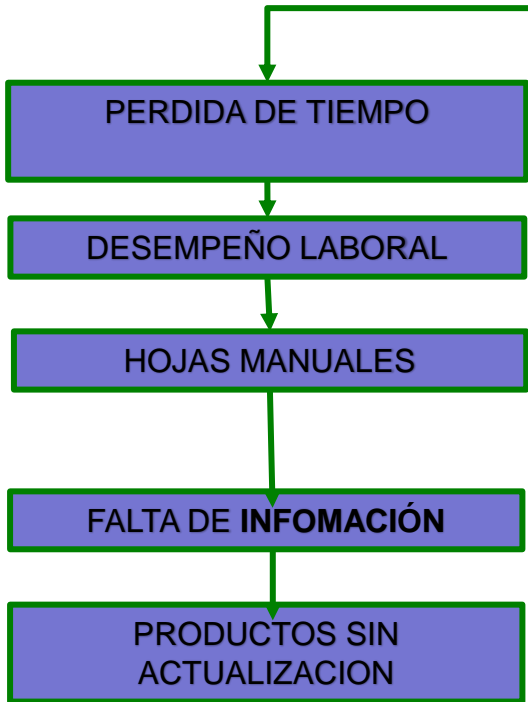 PERDIDA DE TIEMPO
DESEMPEÑO LABORAL
HOJAS MANUALES
FALTA DE INFOMACIÓN
PRODUCTOS SIN
ACTUALIZACION